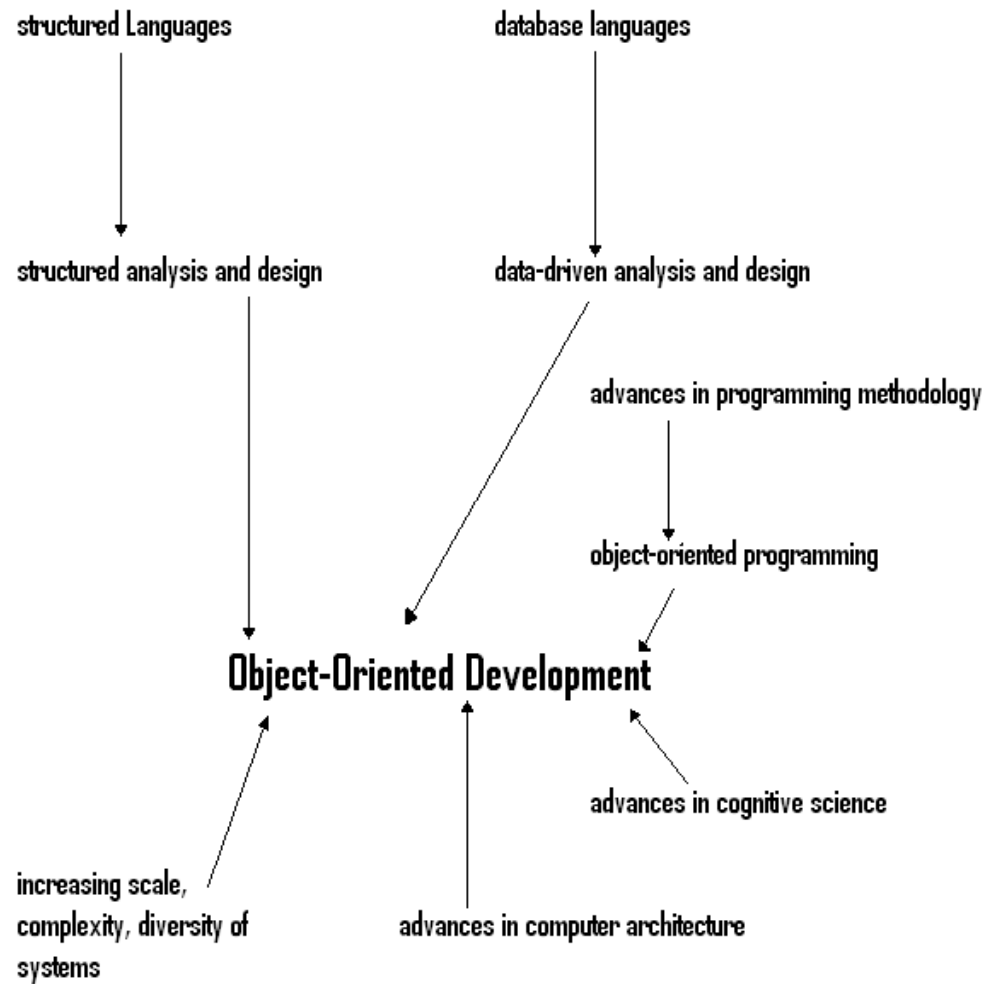 structured Languages
database languages
structured analysis and design
data-driven analysis and design
advances in programming methodology
object-oriented programming
Object-Oriented Development
advances in cognitive science
increasing scale,
complexity, diversity of
systems
advances in computer architecture